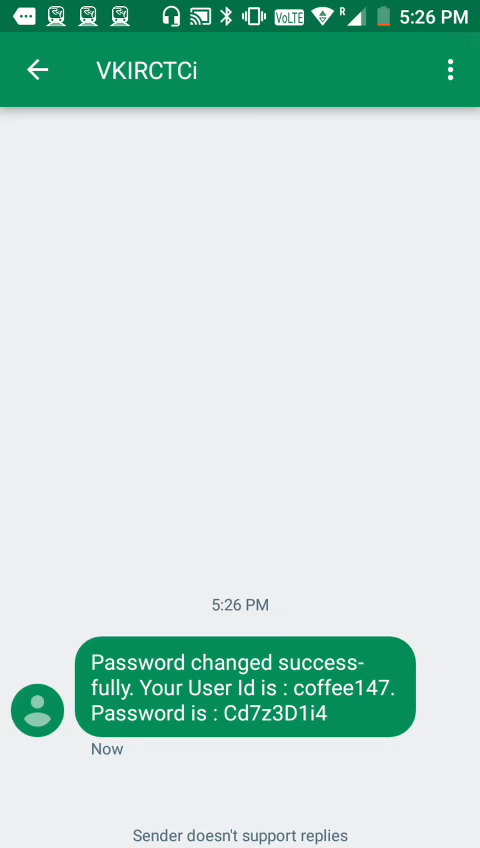 VoLTE R 5:26 PM
VKIRCTCi
5:26 PM
Password changed success-
fully. Your User Id is : coffee147.
Password is : Cd7z3D1i4
Now
Sender doesn't support replies